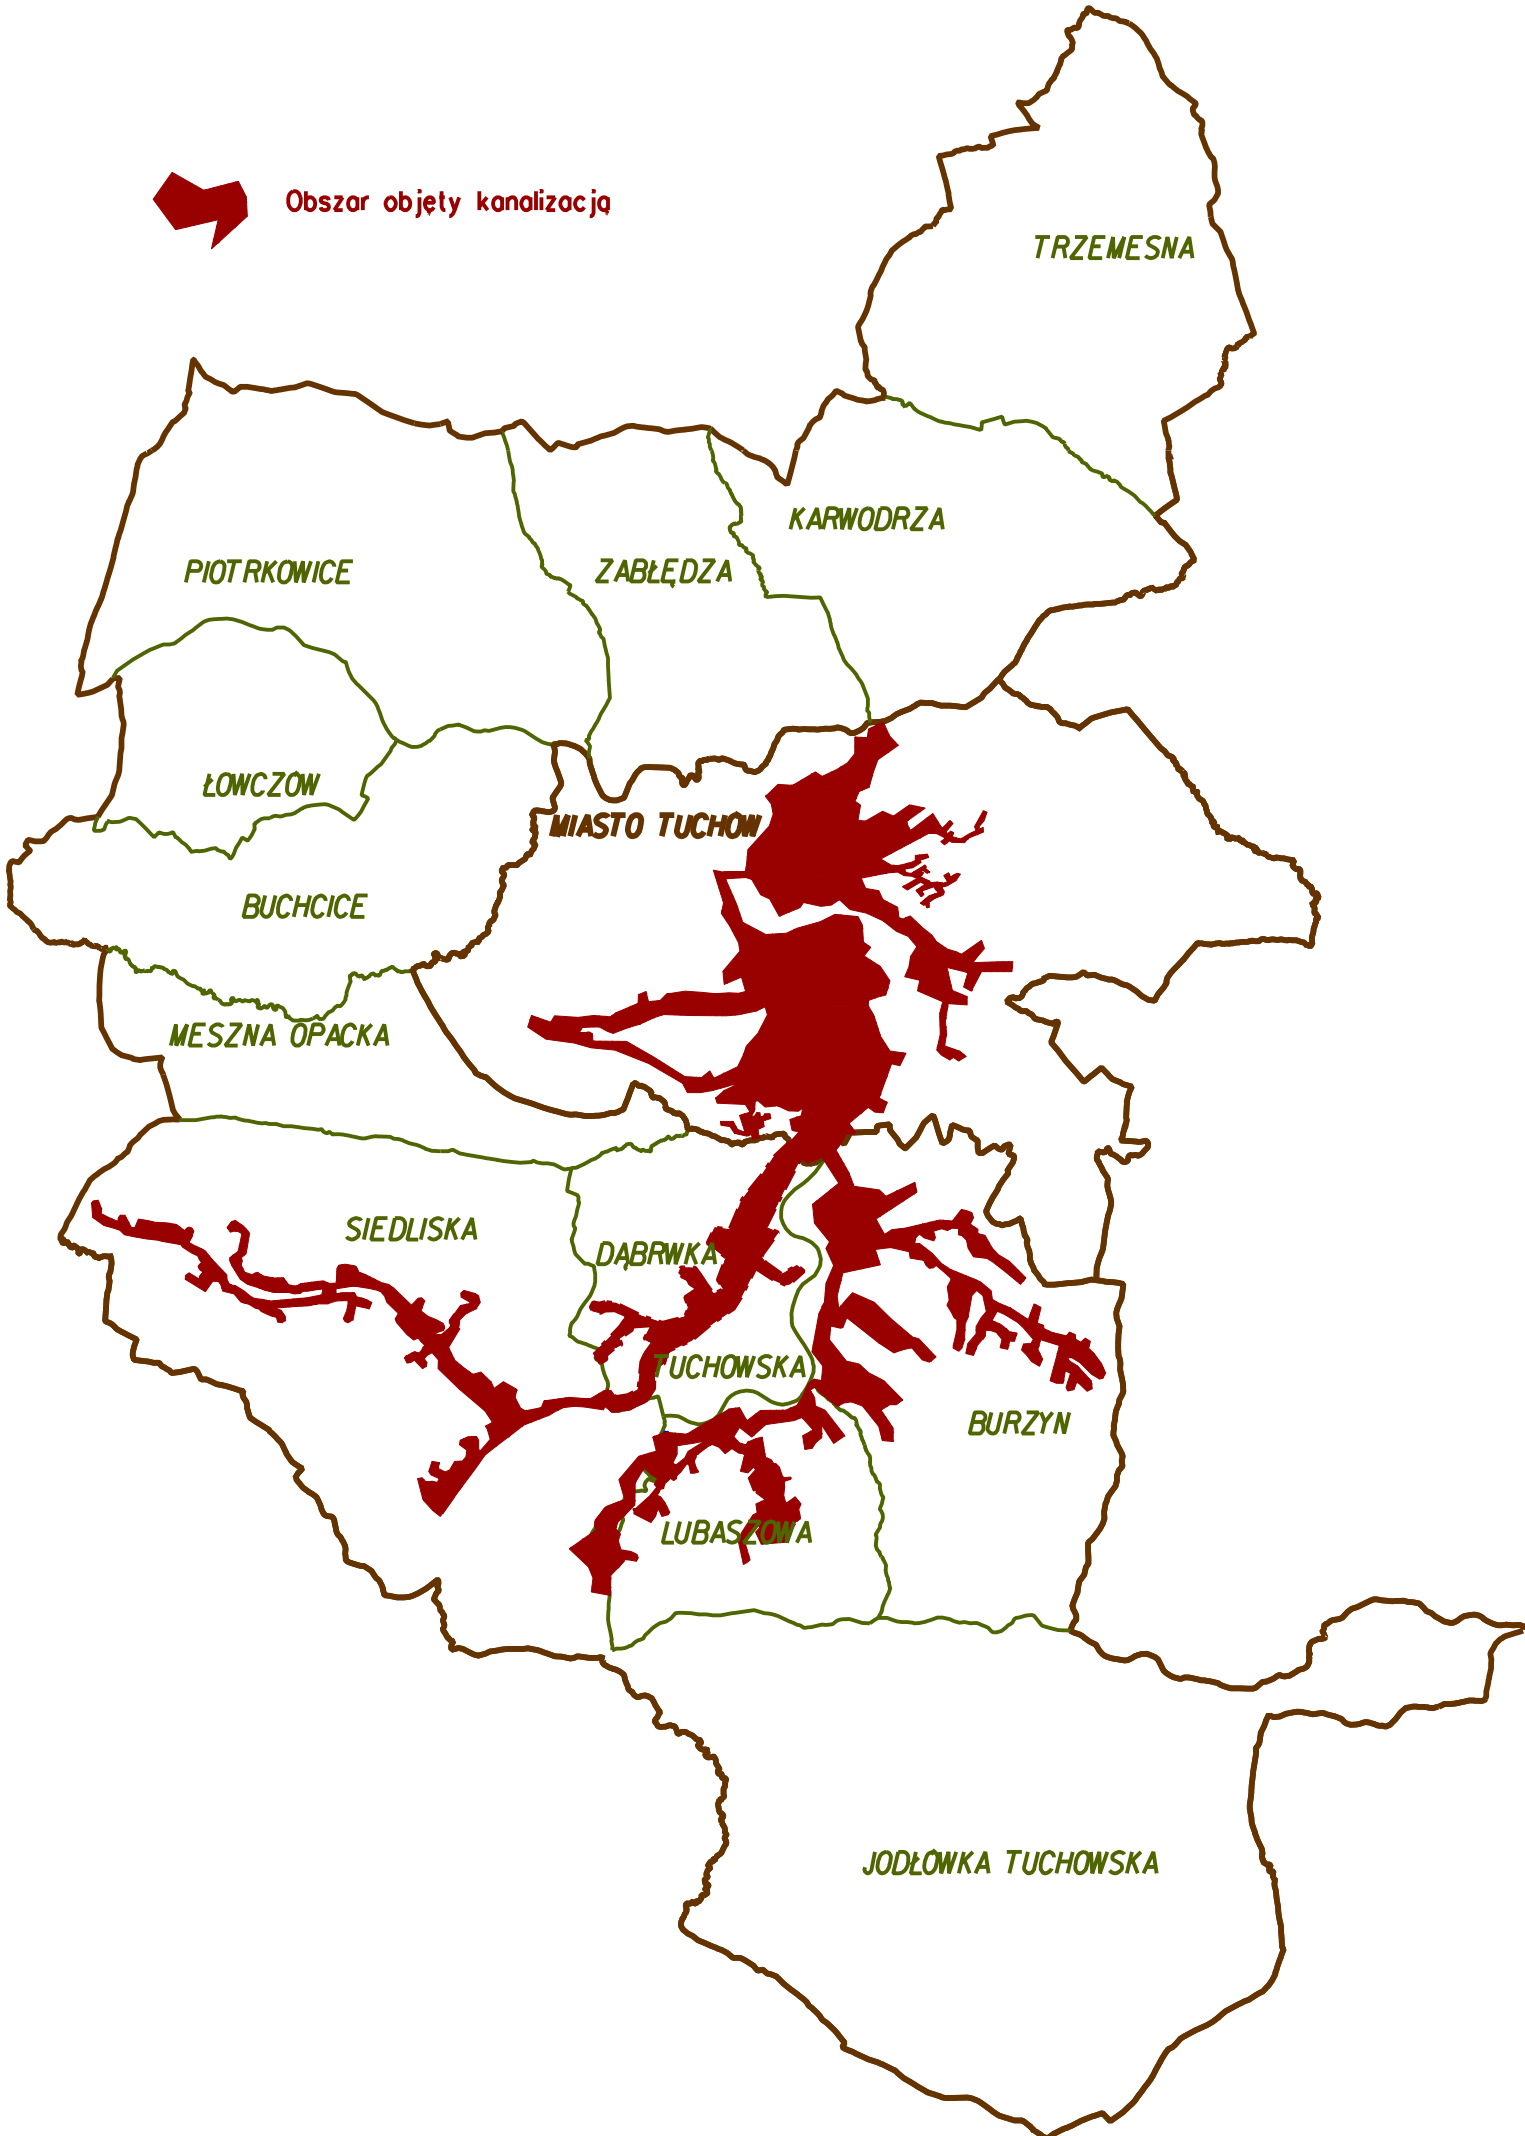 Obszar objęty kanalizacją
TRZEMESNA
KARWODRZA
PIOTRKOWICE
ZABŁĘDZA
ŁOWCZÓW
MIASTO TUCHÓW
BUCHCICE
MESZNA OPACKA
SIEDLISKA
DĄBRWKA
TUCHOWSKA
BURZYN
LUBASZOWA
JODŁÓWKA TUCHOWSKA